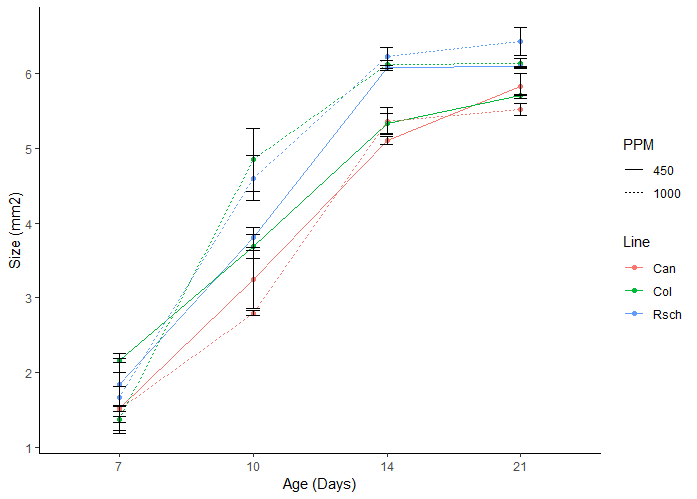 6
5
4
3
2
1
Size (mm2)
7 10 14 21
Age (Days)
PPM
450
1000
Line
Can
Col
Rsch